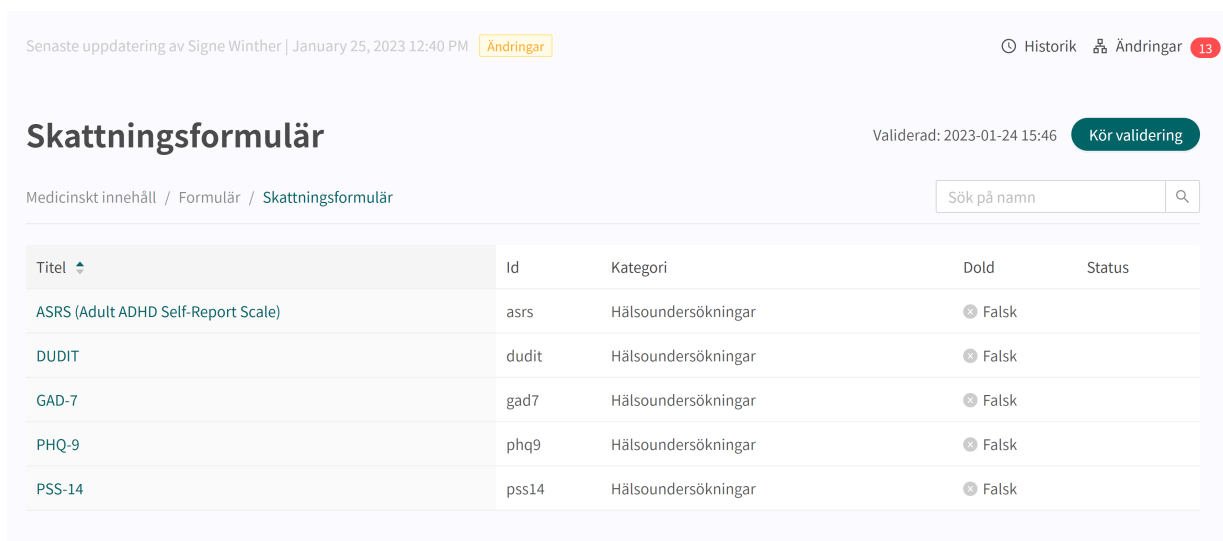 Senaste uppdatering av Signe Winther | January 25, 2023 12:40 PM Ändringar Historik Ändringar 13
Skattningsformulär Validerad: 2023-01-24 15:46 Kör validering
Medicinskt innehåll / Formulär / Skattningsformulär Sök på namn
Titel Id Kategori Dold Status
ASRS (Adult ADHD Self-Report Scale) asrs Hälsoundersökningar Falsk
DUDIT dudit Hälsoundersökningar Falsk
GAD-7 gad7 Hälsoundersökningar Falsk
PHQ-9 phq9 Hälsoundersökningar Falsk
PSS-14 pss14 Hälsoundersökningar Falsk